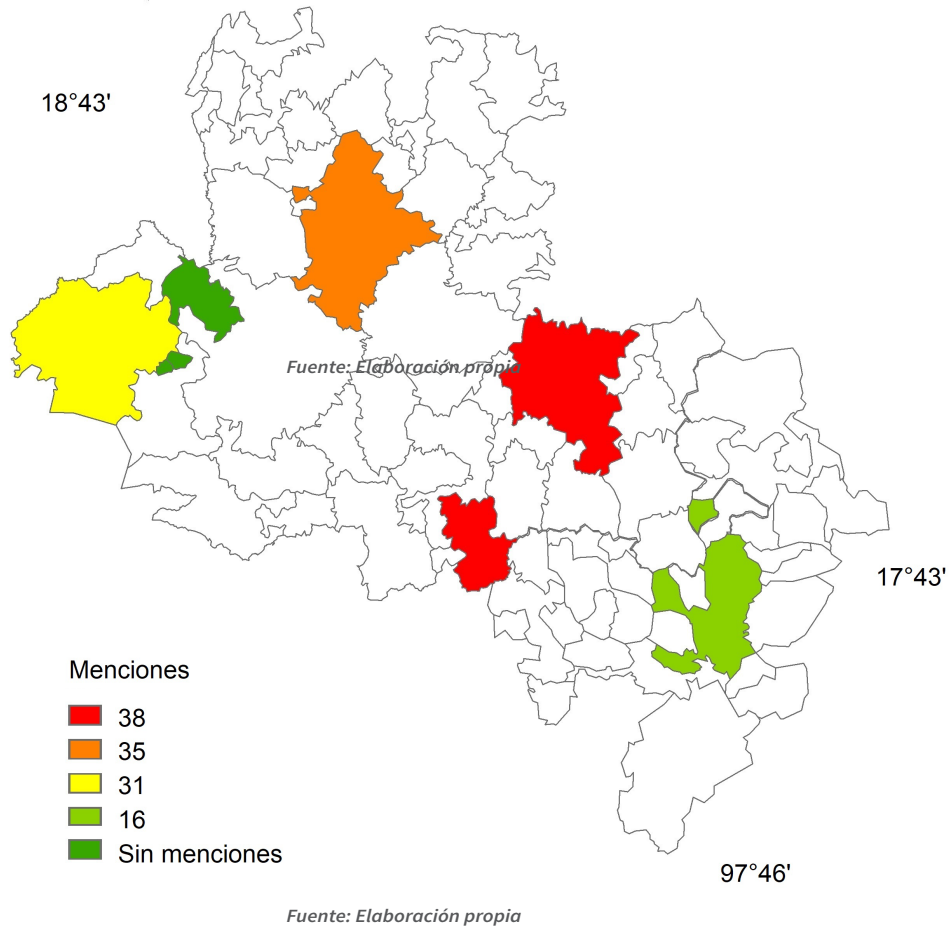 18°43'
Fuente: Elaboración propia
17°43'
Menciones
38
35
31
16
Sin menciones
97°46'
Fuente: Elaboración propia